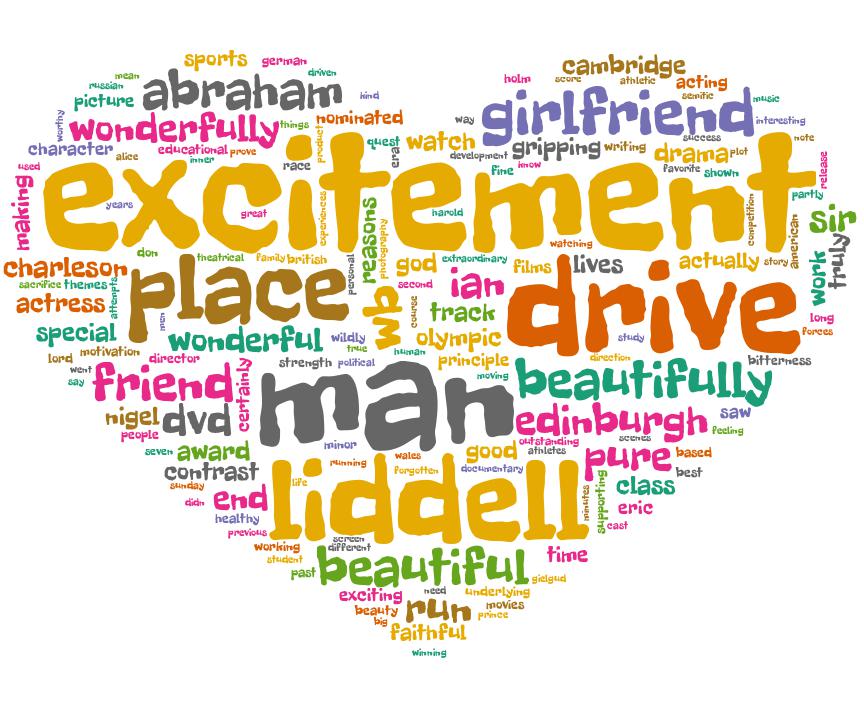 sports
german
cambridge
mean
driven
holm
score
athletic
acting
russian
abraham
kind
semitic
music
picture
girlfriend
worthy
wonderfully
things
nominated
way
success
interesting
character
alice
educational
prove
product
quest
watch
gripping
writing
drama
plot
note
inner
era
development
favorite
used
race
fine
know
shown
release
partly
making
excitement
years
great
experiences
harold
competition
sir
don
theatrical
family
british
personal
reasons
photography
watching
american
truly
charleson
god
extraordinary
films
lives
actually
story
work
sacrifice
themes
attempts
place
second
ian
drive
actress
men
wb
course
track
long
special
wonderful
wildly
true
olympic
study
forces
lord
motivation
human
principle
direction
bitterness
went
director
strength
political
moving
say
friend
certainly
man
beautifully
nigel
dvd
edinburgh
saw
people
outstanding
scenes
feeling
seven
award
minor
good
athletes
pure
based
contrast
running
wales
forgotten
documentary
best
sunday
life
liddell
minutes
supporting
class
didn
end
eric
healthy
cast
previous
screen
working
different
time
student
past
beautiful
gielgud
exciting
need
underlying
beauty
run
movies
big
prince
faithful
winning